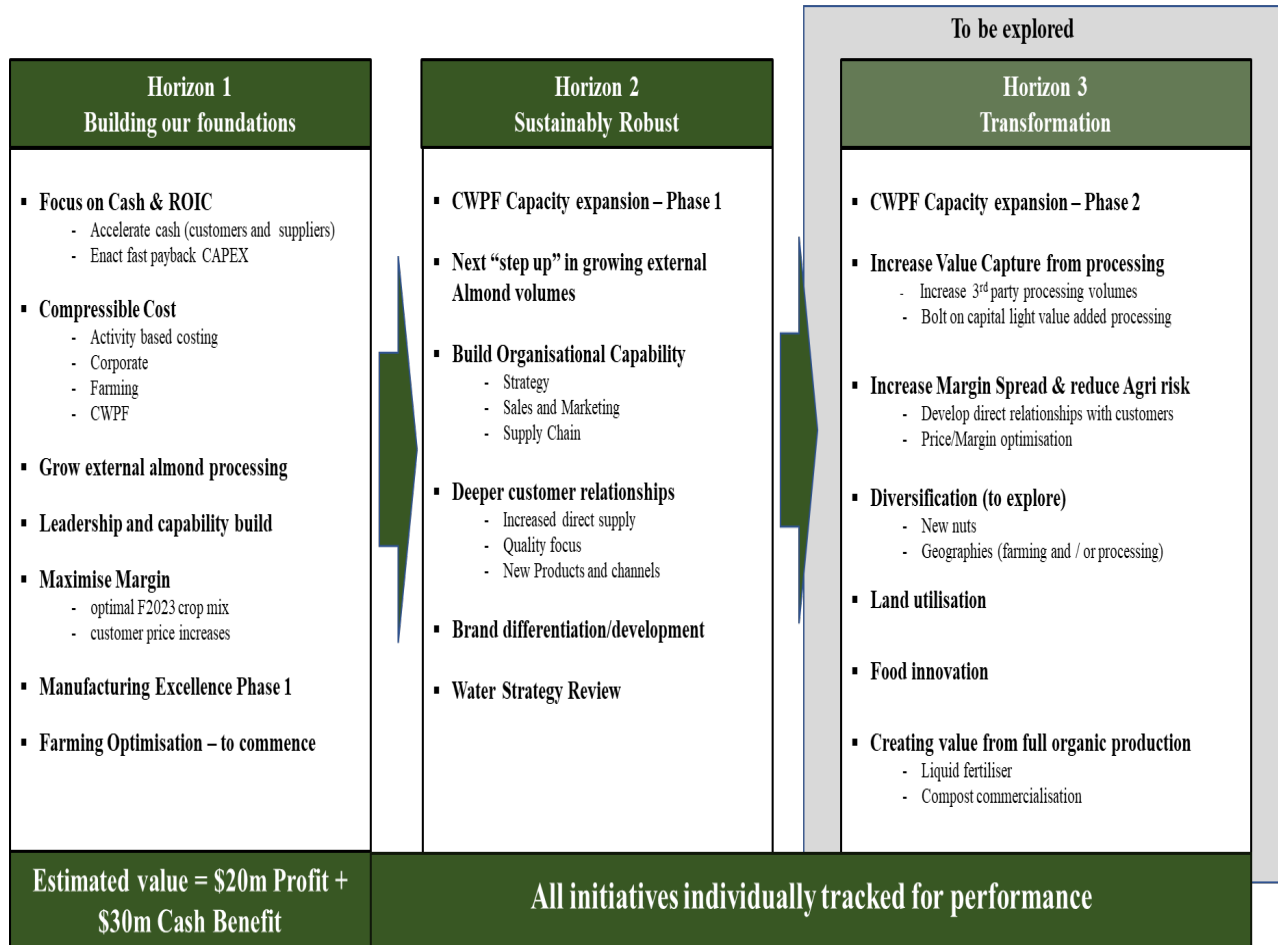 To be explored
Horizon 1
Building our foundations
▪ Focus on Cash & ROIC
- Accelerate cash (customers and suppliers)
- Enact fast payback CAPEX
▪ Compressible Cost
- Activity based costing
- Corporate
- Farming
- CWPF
▪ Grow external almond processing
▪ Leadership and capability build
▪ Maximise Margin
- optimal F2023 crop mix
- customer price increases
▪ Manufacturing Excellence Phase 1
▪ Farming Optimisation – to commence
Estimated value = $20m Profit +
$30m Cash Benefit
Horizon 2
Sustainably Robust
▪ CWPF Capacity expansion – Phase 1
▪ Next “step up” in growing external
Almond volumes
▪ Build Organisational Capability
- Strategy
- Sales and Marketing
- Supply Chain
▪ Deeper customer relationships
- Increased direct supply
- Quality focus
- New Products and channels
▪ Brand differentiation/development
▪ Water Strategy Review
Horizon 3
Transformation
▪ CWPF Capacity expansion – Phase 2
▪ Increase Value Capture from processing
- Increase 3rd party processing volumes
- Bolt on capital light value added processing
▪ Increase Margin Spread & reduce Agri risk
- Develop direct relationships with customers
- Price/Margin optimisation
▪ Diversification (to explore)
- New nuts
- Geographies (farming and / or processing)
▪ Land utilisation
▪ Food innovation
▪ Creating value from full organic production
- Liquid fertiliser
- Compost commercialisation
All initiatives individually tracked for performance